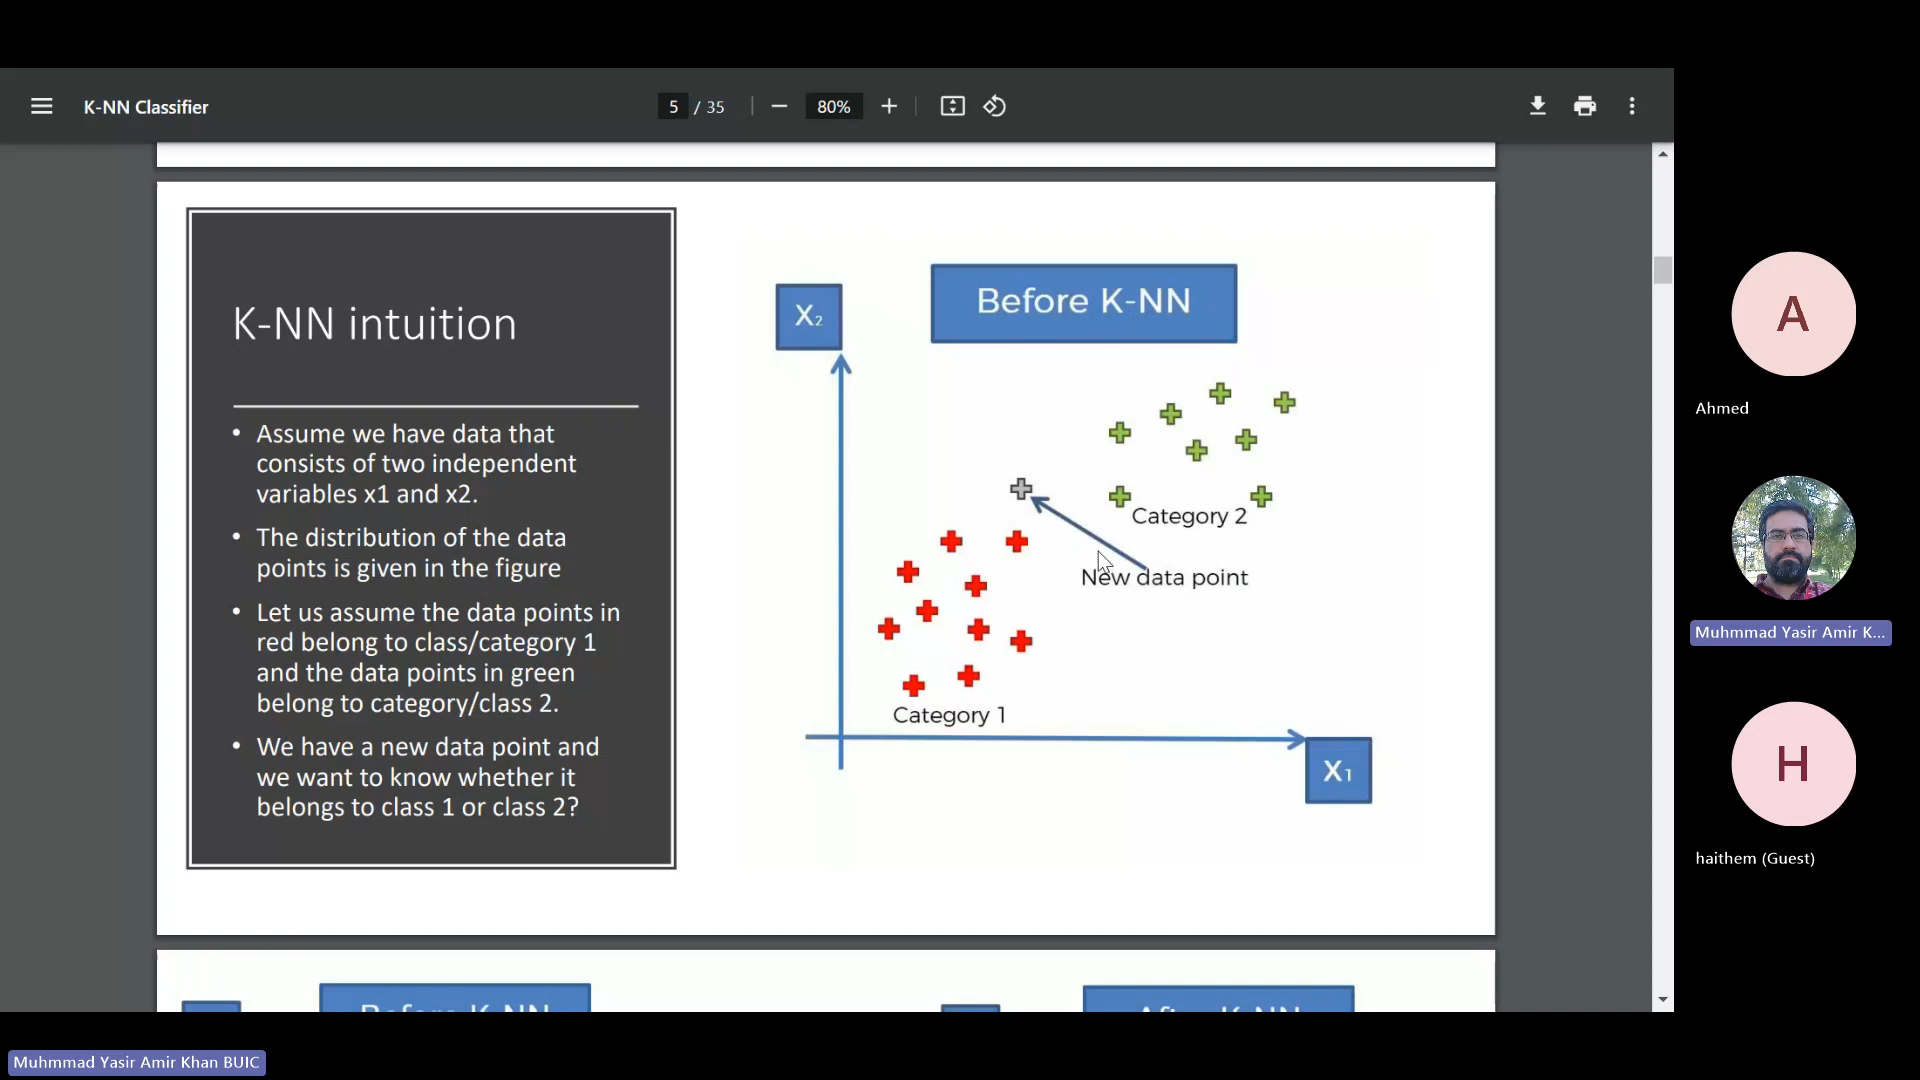 K-NN Classifier
5 / 35
80%
K-NN intuition
• Assume we have data that
consists of two independent
variables x1 and x2.
• The distribution of the data
points is given in the figure
• Let us assume the data points in
red belong to class/category 1
and the data points in green
belong to category/class 2.
• We have a new data point and
we want to know whether it
belongs to class 1 or class 2?
Before K-NN
X₂
Category 2
New data point
Category 1
X₁
Before K-NN
After K-NN
A
Ahmed
Muhmmad Yasir Amir K...
H
haithem (Guest)
Muhmmad Yasir Amir Khan BUIC